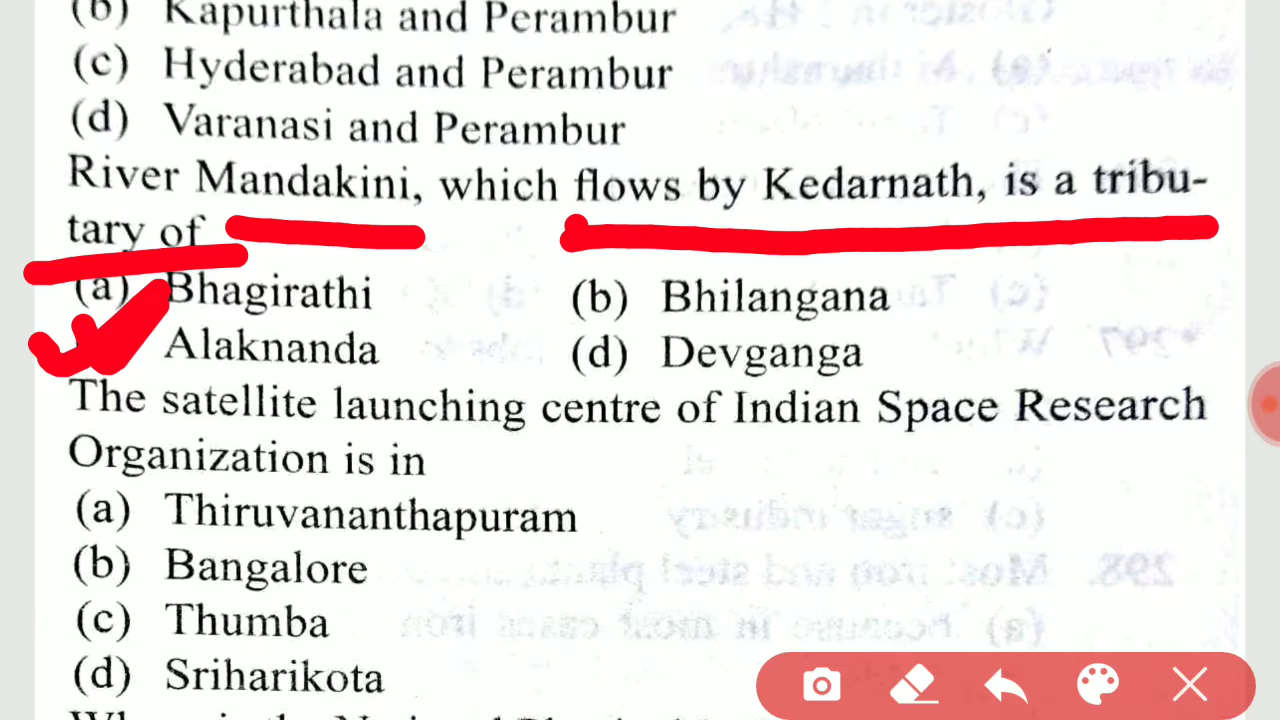 (b) Kapurthala and Perambur
(c) Hyderabad and Perambur
(d) Varanasi and Perambur
River Mandakini, which flows by Kedarnath, is a tribu-
tary of
(a) Bhagirathi (b) Bhilangana
Alaknanda (d) Devganga
The satellite launching centre of Indian Space Research
Organization is in
(a) Thiruvananthapuram
(b) Bangalore
(c) Thumba
(d) Sriharikota